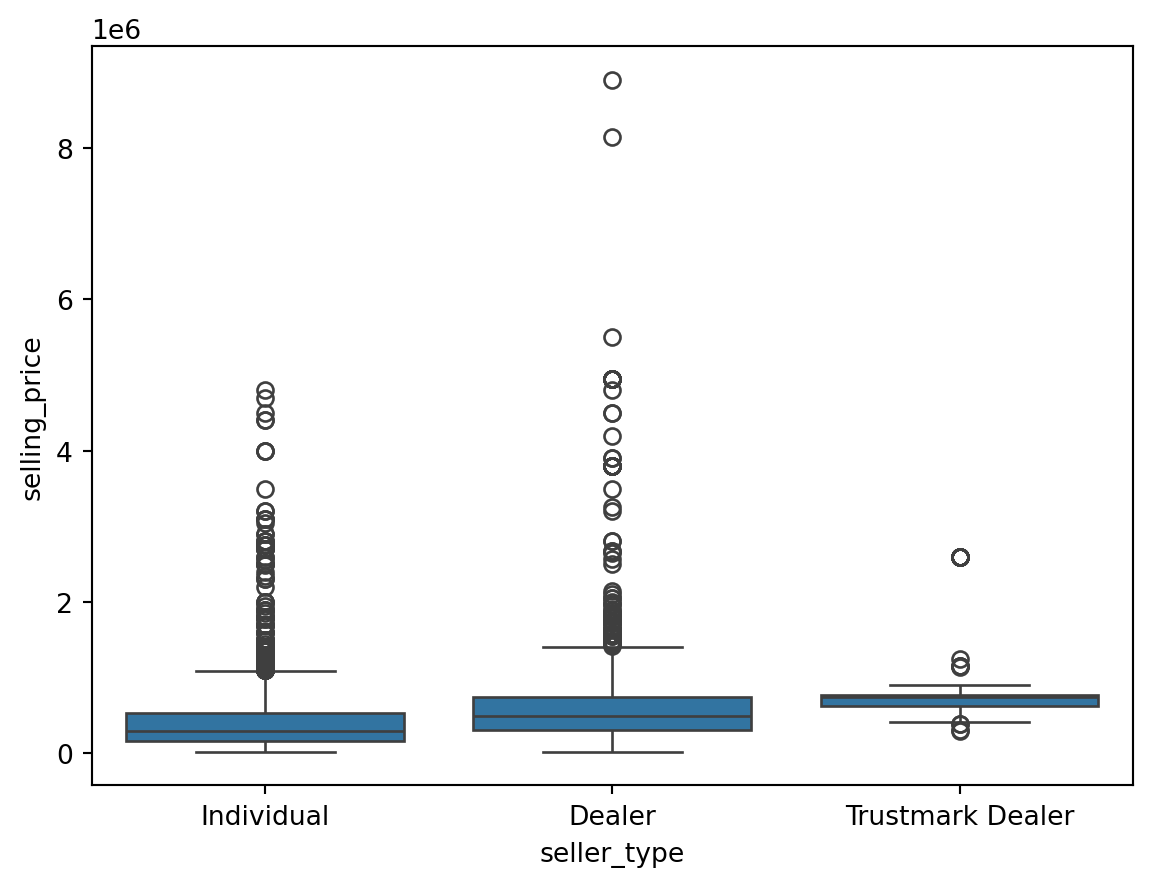 1e6
8
6
4
2
0
selling_price
Individual
Dealer
Trustmark Dealer
seller_type